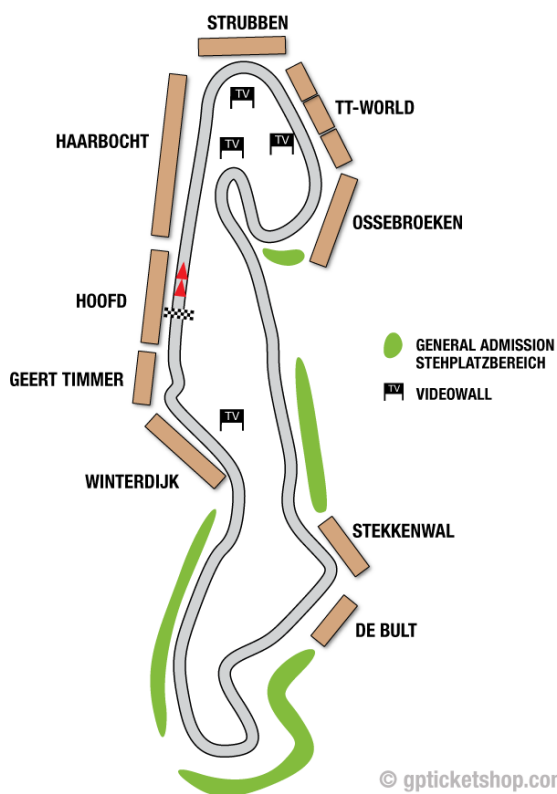 STRUBBEN
TV
TT-WORLD
HAARBOCHT
TV
TV
OSSEBROEKEN
HOOFD
GENERAL ADMISSION
STEHPLATZBEREICH
GEERT TIMMER
TV
VIDEOWALL
TV
WINTERDIJK
STEKKENWAL
DE BULT
© gpticketshop.com